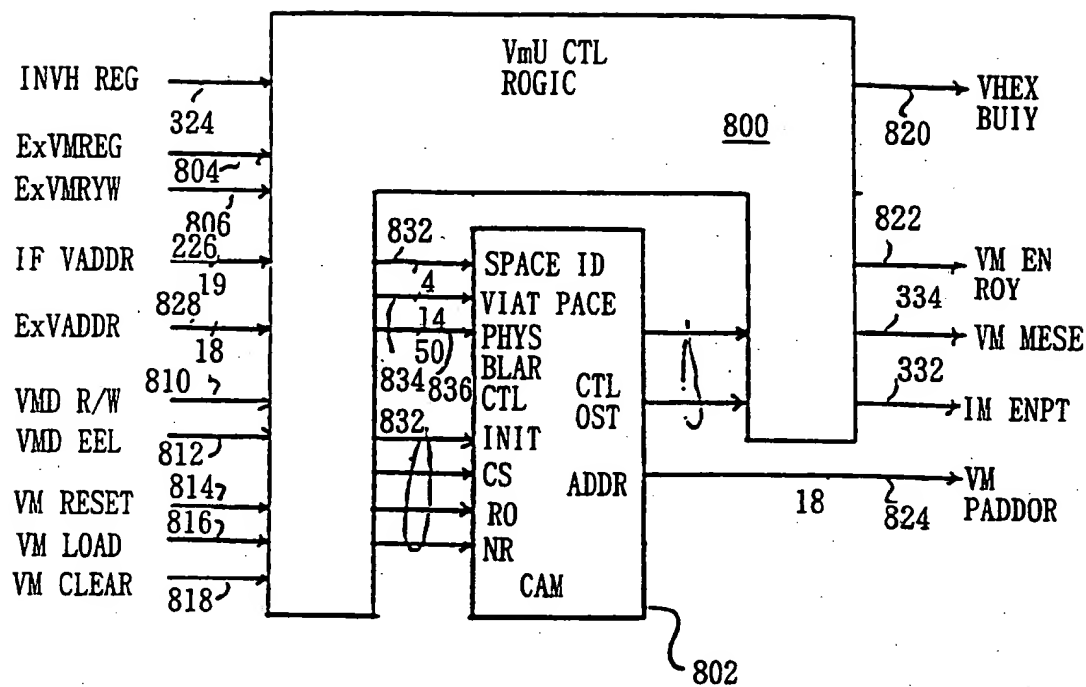 VmU CTL
ROGIC
800
INVH REG
324
ExVMREG
804
ExVMRYW
806
IF VADDR
226
19
ExVADDR
828
18
VMD R/W
810
VMD EEL
812
VM RESET
814
VM LOAD
816
VM CLEAR
818
832
SPACE ID
4
VIAT PACE
14
PHYS
50
BLAR
834
836
CTL
832
INIT
CS
RO
NR
CTL
OST
ADDR
CAM
802
VHEX
BUIY
820
822
VM EN
ROY
334
VM MESE
332
IM ENPT
18
824
VM
PADDOR